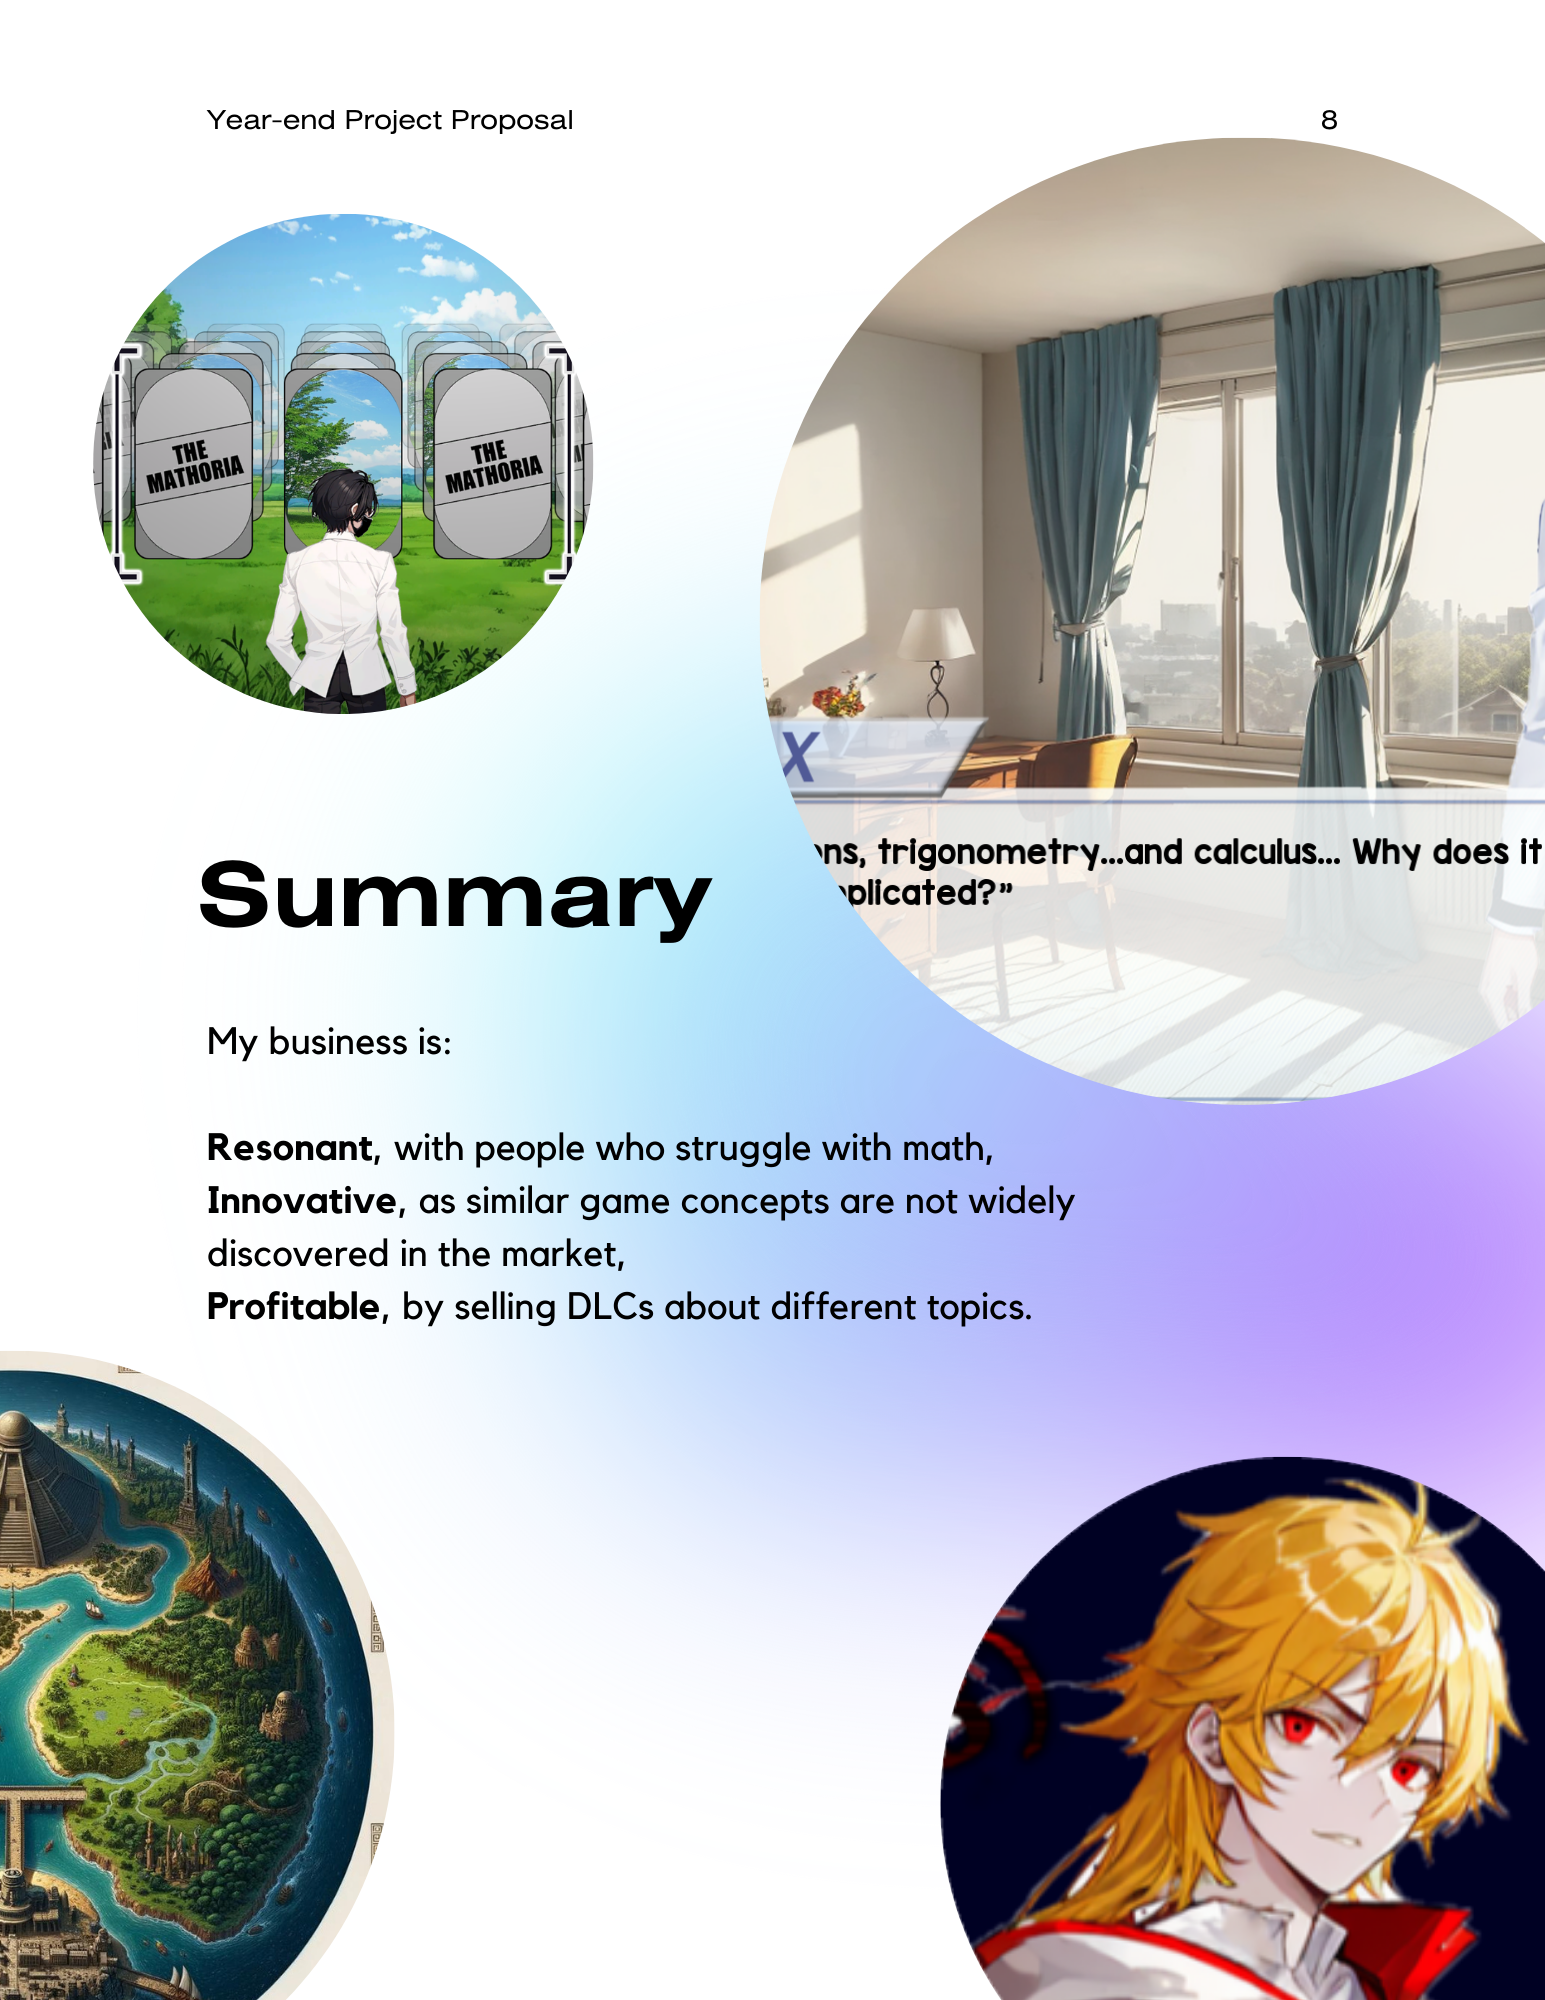 Year-end Project Proposal
8
THE
MATHORIA
THE
MATHORIA
X
trigonometry...and calculus... Why does it
Summary
My business is:
Resonant, with people who struggle with math,
Innovative, as similar game concepts are not widely
discovered in the market,
Profitable, by selling DLCs about different topics.